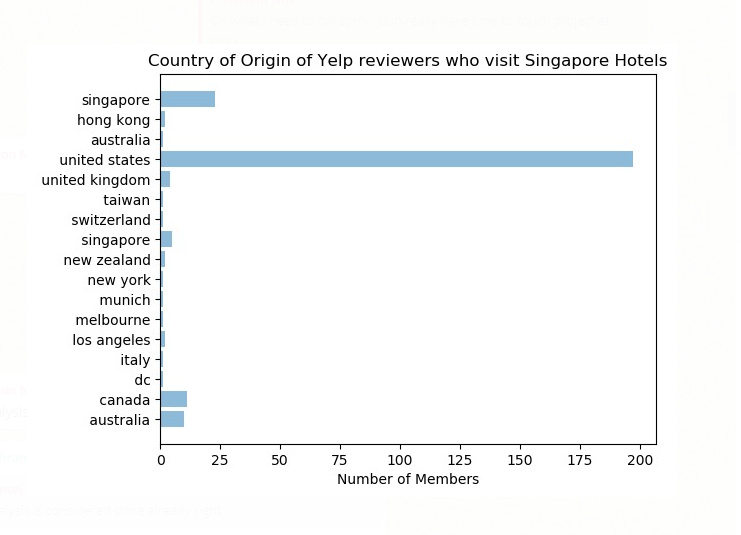 Country of Origin of Yelp reviewers who visit Singapore Hotels
singapore
hong kong
australia
united states
united kingdom
taiwan
switzerland
singapore
new zealand
new york
munich
melbourne
los angeles
italy
dc
canada
australia
0 25 50 75 100 125 150 175 200
Number of Members